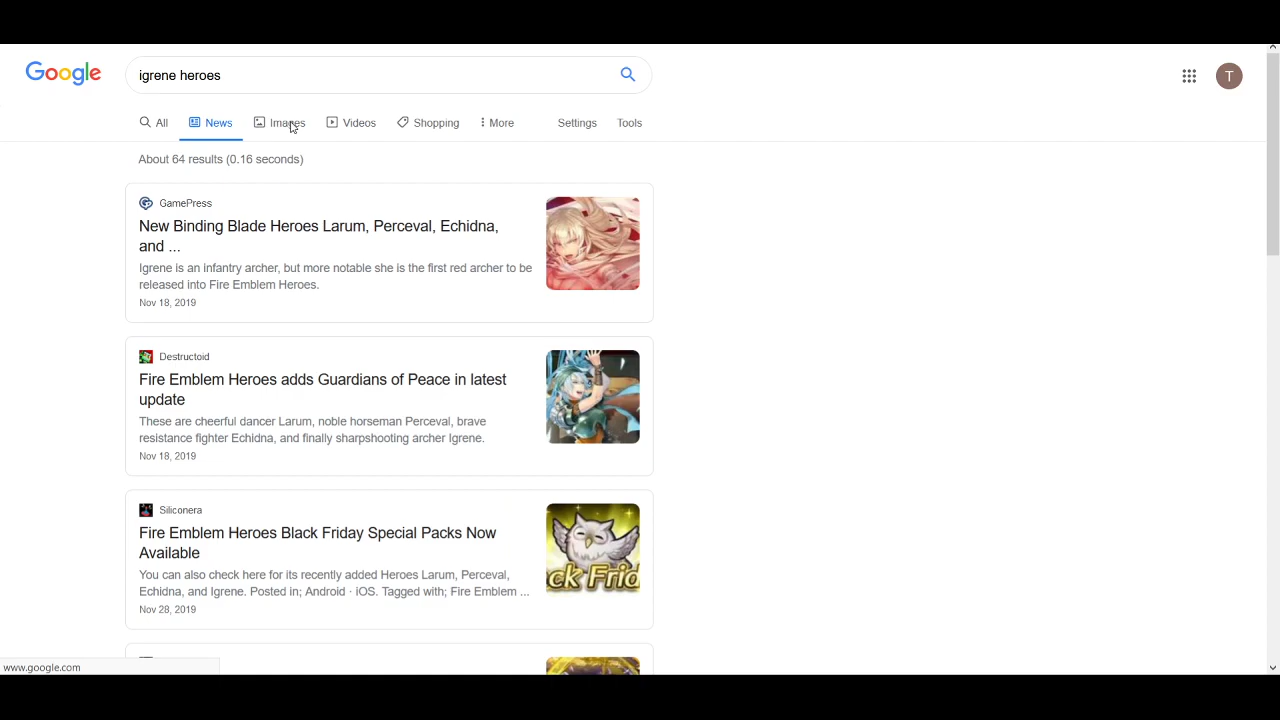 Google
igrene heroes
T
All News Images Videos Shopping More Settings Tools
About 64 results (0.16 seconds)
GamePress
New Binding Blade Heroes Larum, Perceval, Echidna,
and ...
Igrene is an infantry archer, but more notable she is the first red archer to be
released into Fire Emblem Heroes.
Nov 18, 2019
Destructoid
Fire Emblem Heroes adds Guardians of Peace in latest
update
These are cheerful dancer Larum, noble horseman Perceval, brave
resistance fighter Echidna, and finally sharpshooting archer Igrene.
Nov 18, 2019
Siliconera
Fire Emblem Heroes Black Friday Special Packs Now
Available
ck Frid
You can also check here for its recently added Heroes Larum, Perceval,
Echidna, and Igrene. Posted in; Android · iOS. Tagged with; Fire Emblem ...
Nov 28, 2019
www.google.com